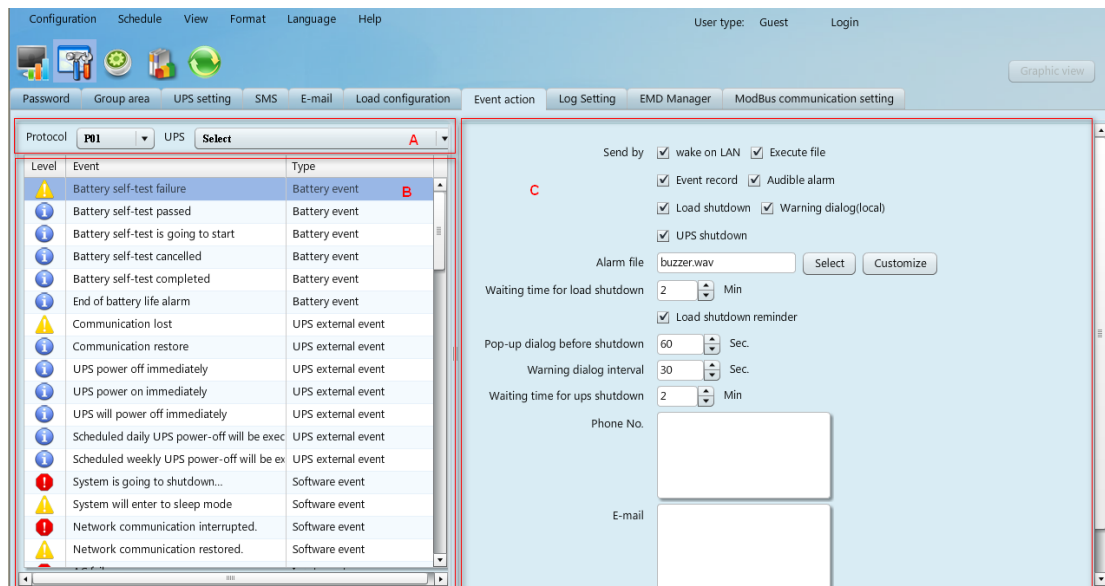 Configuration Schedule View Format Language Help User type: Guest Login
Graphic view
Password Group area UPS setting SMS E-mail Load configuration Event action Log Setting EMD Manager ModBus communication setting
Protocol P01 UPS Select A
Level Event Type
Battery self-test failure Battery event B
Battery self-test passed Battery event
Battery self-test is going to start Battery event
Battery self-test cancelled Battery event
Battery self-test completed Battery event
End of battery life alarm Battery event
Communication lost UPS external event
Communication restore UPS external event
UPS power off immediately UPS external event
UPS power on immediately UPS external event
UPS will power off immediately UPS external event
Scheduled daily UPS power-off will be exec UPS external event
Scheduled weekly UPS power-off will be ex UPS external event
System is going to shutdown... Software event
System will enter to sleep mode Software event
Network communication interrupted. Software event
Network communication restored. Software event
C
Send by wake on LAN Execute file
Event record Audible alarm
Load shutdown Warning dialog(local)
UPS shutdown
Alarm file buzzer.wav Select Customize
Waiting time for load shutdown 2 Min
Load shutdown reminder
Pop-up dialog before shutdown 60 Sec.
Warning dialog interval 30 Sec.
Waiting time for ups shutdown 2 Min
Phone No.
E-mail